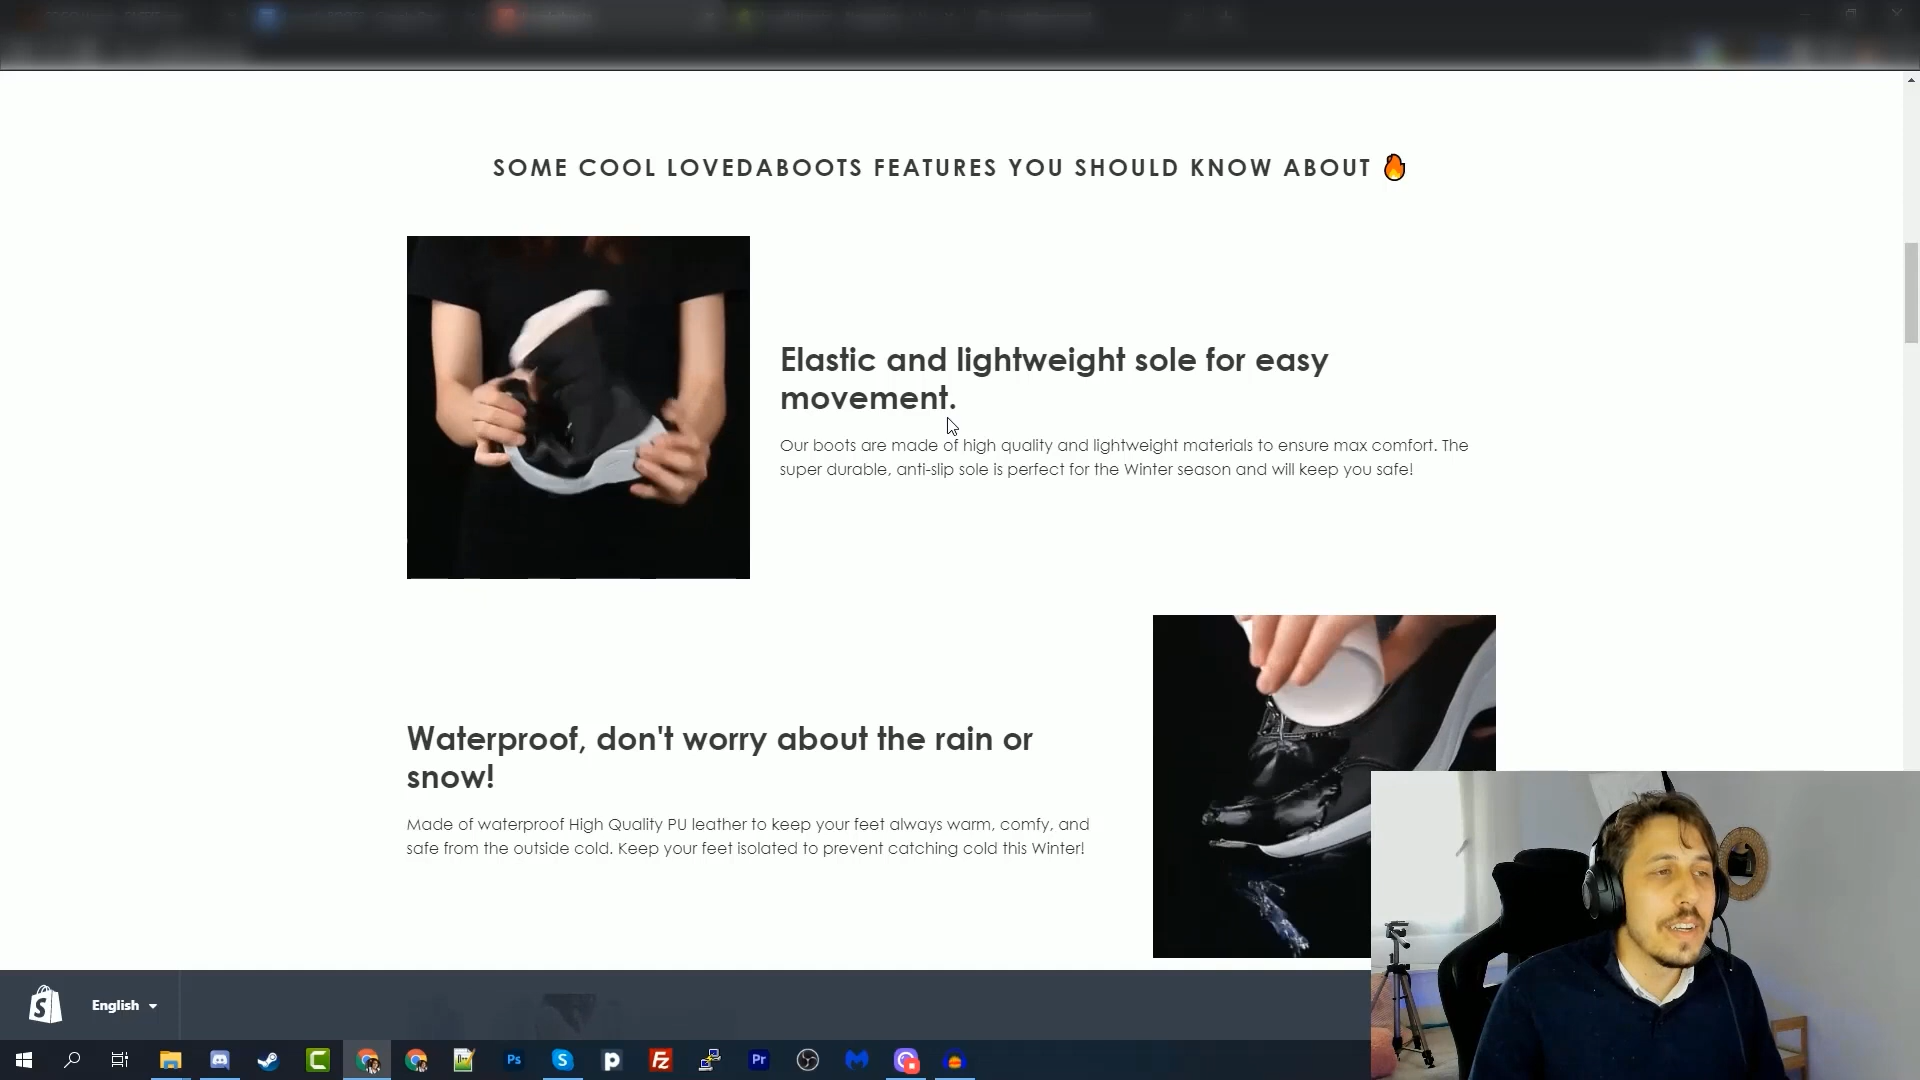 SOME COOL LOVEDABOOTS FEATURES YOU SHOULD KNOW ABOUT 🔥
Elastic and lightweight sole for easy
movement.
Our boots are made of high quality and lightweight materials to ensure max comfort. The
super durable, anti-slip sole is perfect for the Winter season and will keep you safe!
Waterproof, don't worry about the rain or
snow!
Made of waterproof High Quality PU leather to keep your feet always warm, comfy, and
safe from the outside cold. Keep your feet isolated to prevent catching cold this Winter!
English
Ps
Pr